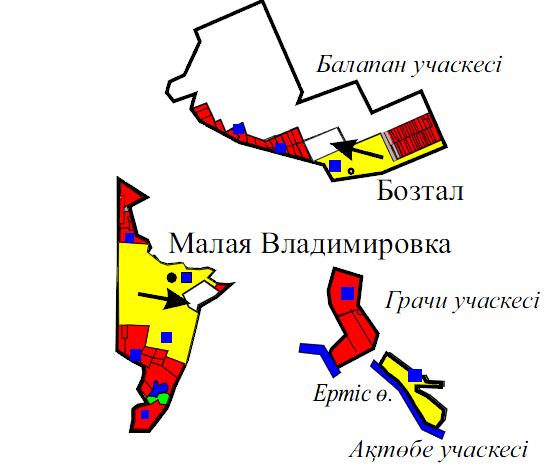 Балапан учаскесі
Бозтал
Малая Владимировка
Грачи учаскесі
Ертіс ө.
Ақтөбе учаскесі